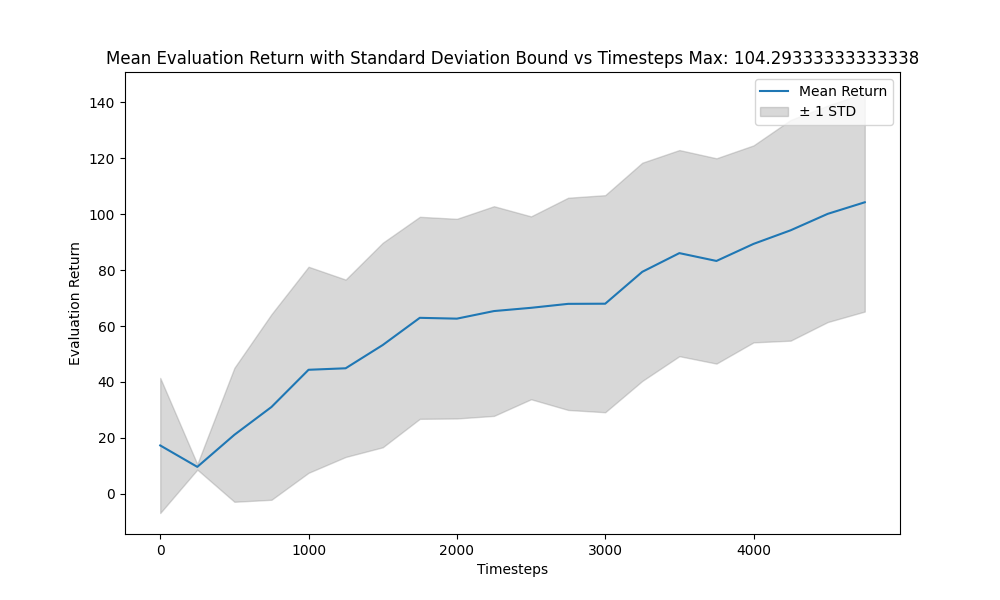 Mean Evaluation Return with Standard Deviation Bound vs Timesteps Max: 104.29333333333338
Mean Return
± 1 STD
140
120
100
80
60
40
20
0
Evaluation Return
0 1000 2000 3000 4000
Timesteps